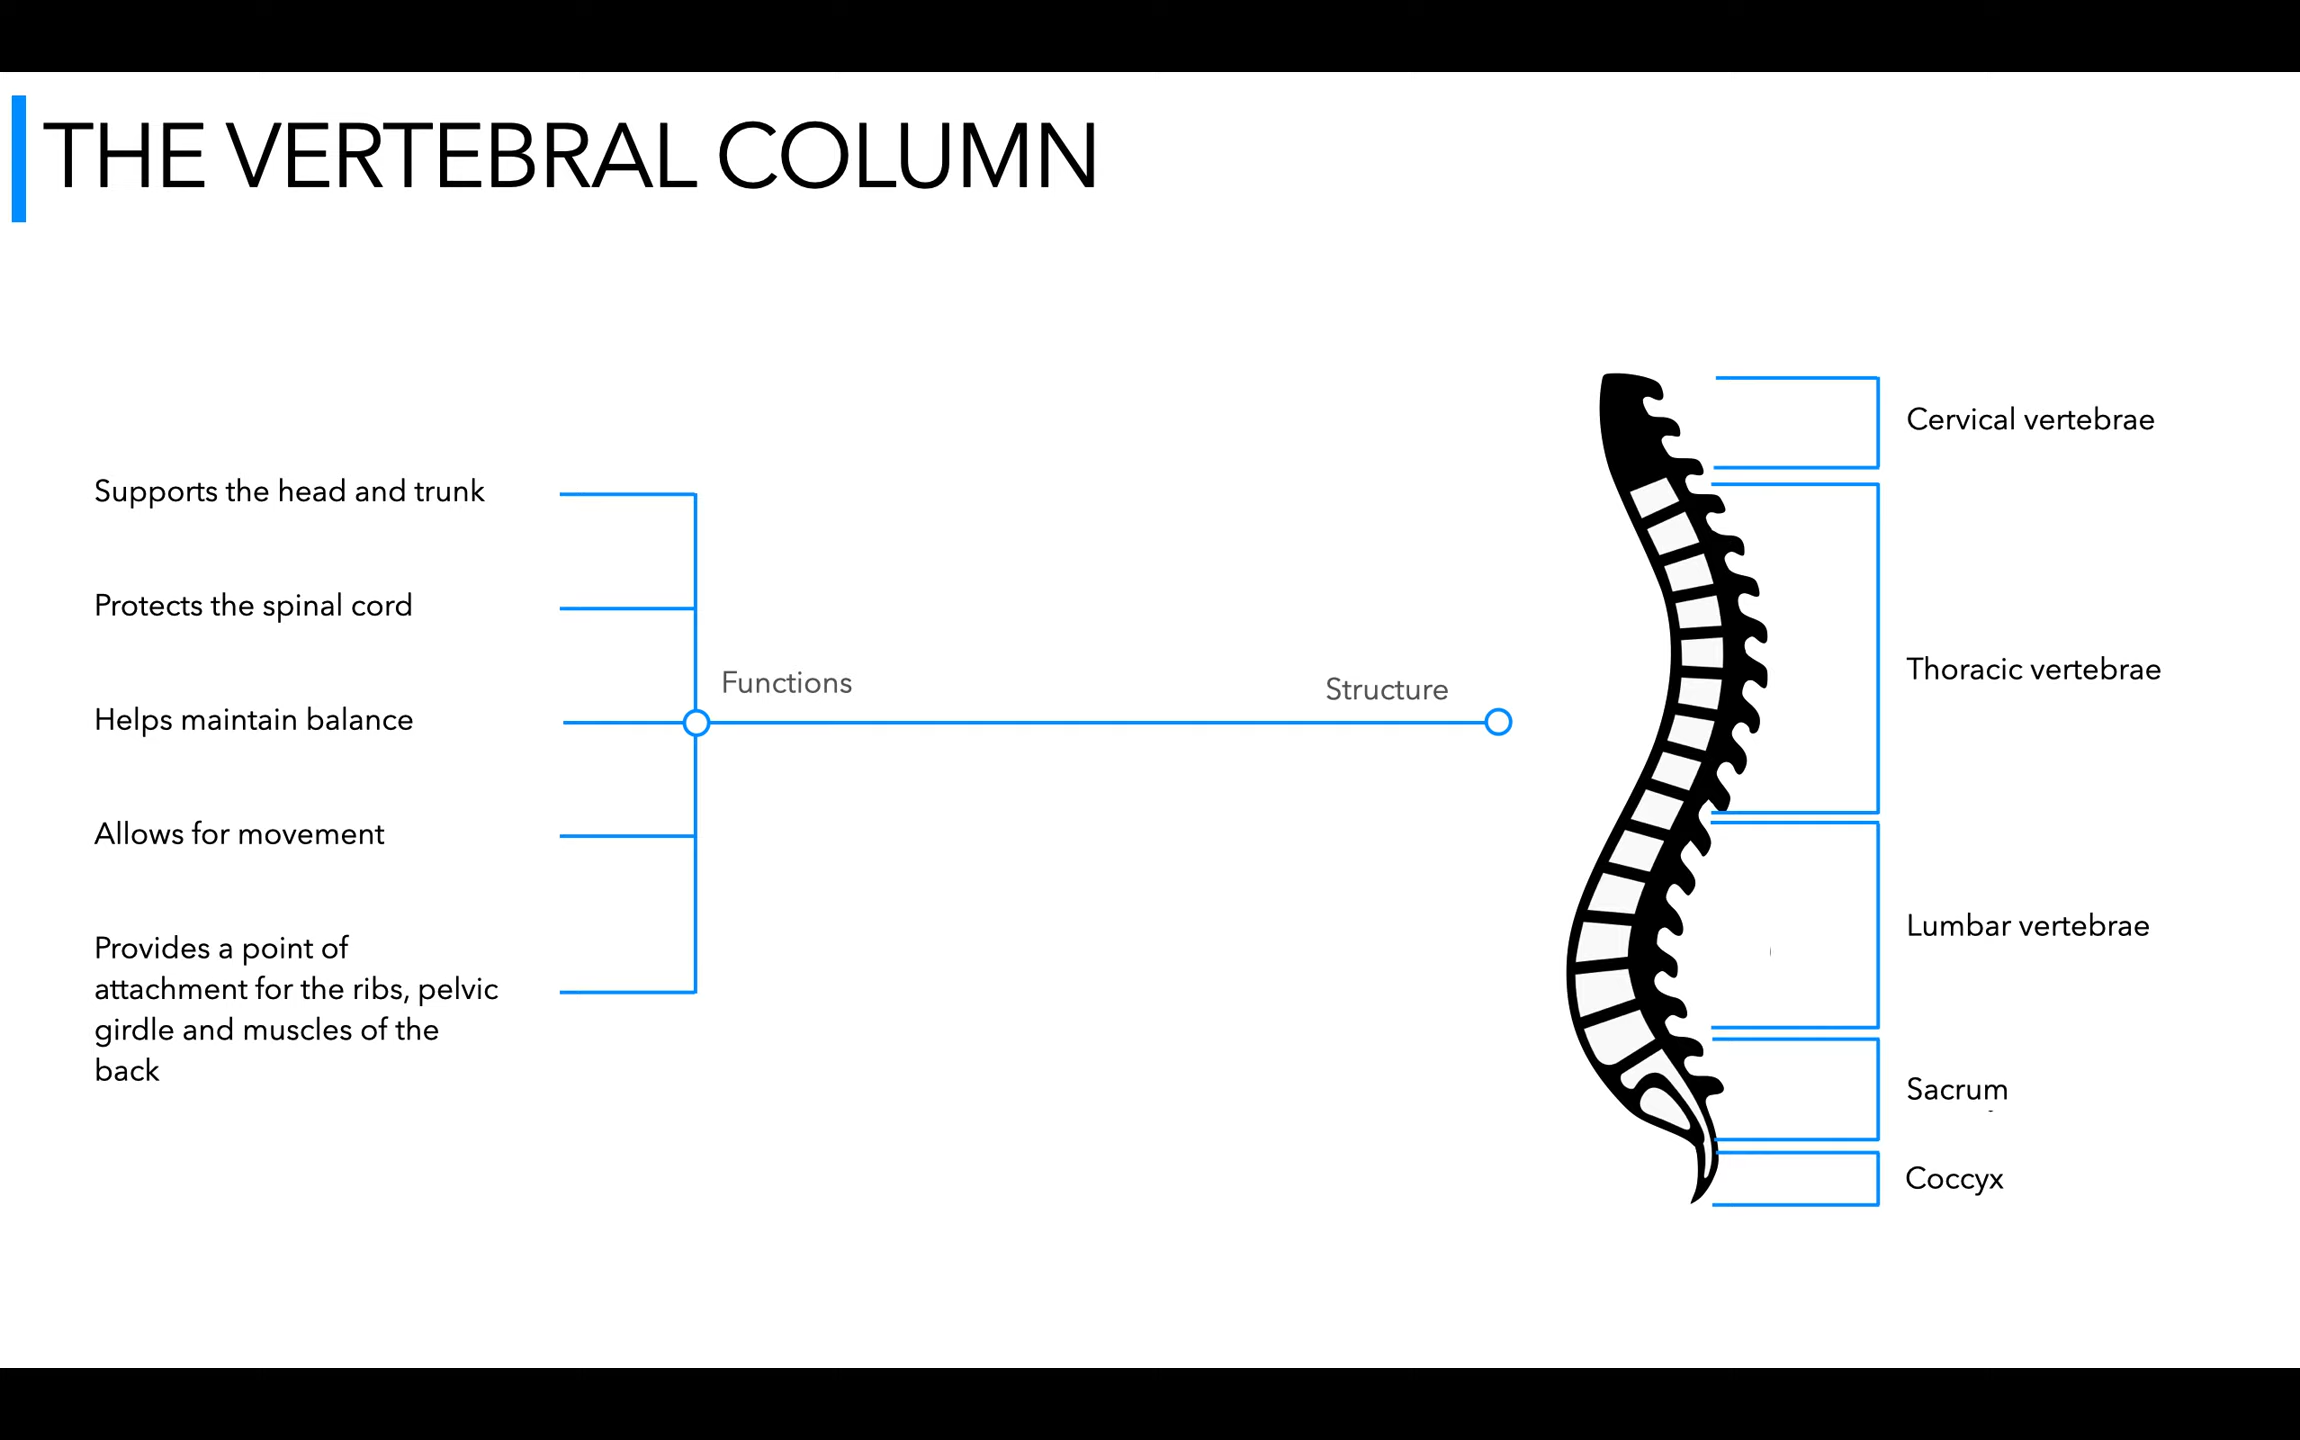 THE VERTEBRAL COLUMN
Supports the head and trunk
Protects the spinal cord
Helps maintain balance
Allows for movement
Provides a point of
attachment for the ribs, pelvic
girdle and muscles of the
back
Functions
Structure
Cervical vertebrae
Thoracic vertebrae
Lumbar vertebrae
Sacrum
Coccyx